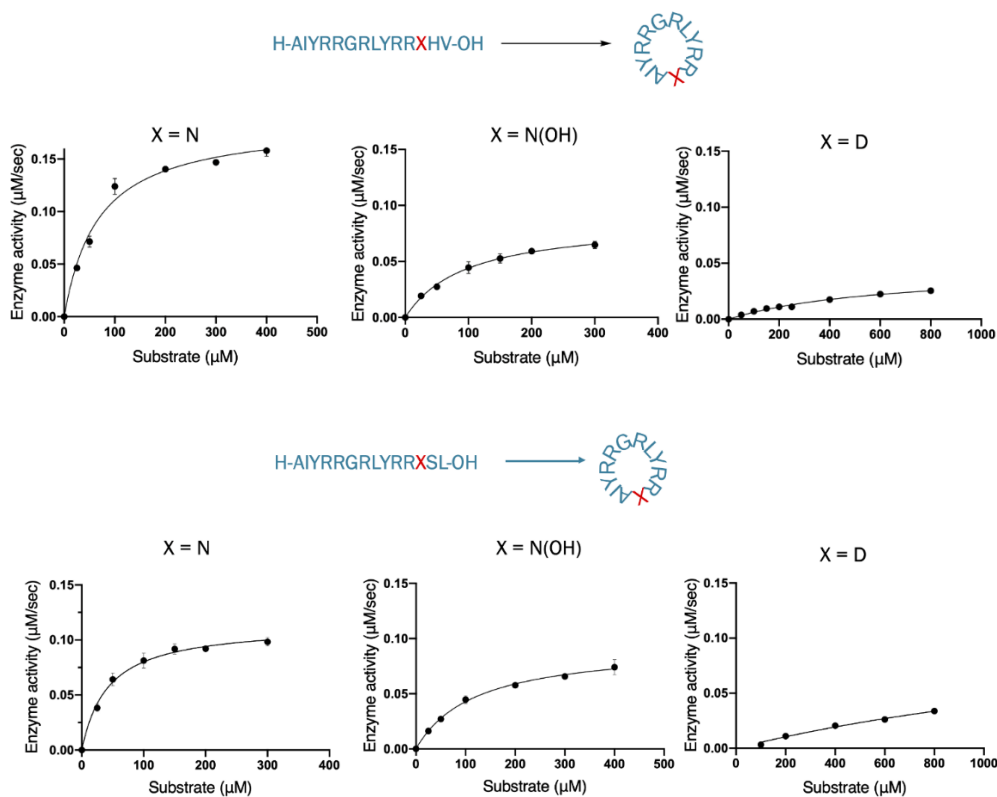 H-AIYRRGRLYRRXHV-OH
AIYRRGRLYRRX
X = N
Enzyme activity (µM/sec)
0.15
0.10
0.05
0.00
0 100 200 300 400 500
Substrate (µM)
X = N(OH)
Enzyme activity (µM/sec)
0.15
0.10
0.05
0.00
0 100 200 300 400
Substrate (µM)
X = D
Enzyme activity (µM/sec)
0.15
0.10
0.05
0.00
0 200 400 600 800 1000
Substrate (µM)
H-AIYRRGRLYRRXSL-OH
AIYRRGRLYRRX
X = N
Enzyme activity (µM/sec)
0.15
0.10
0.05
0.00
0 100 200 300 400
Substrate (µM)
X = N(OH)
Enzyme activity (µM/sec)
0.15
0.10
0.05
0.00
0 100 200 300 400 500
Substrate (µM)
X = D
Enzyme activity (µM/sec)
0.15
0.10
0.05
0.00
0 200 400 600 800 1000
Substrate (µM)